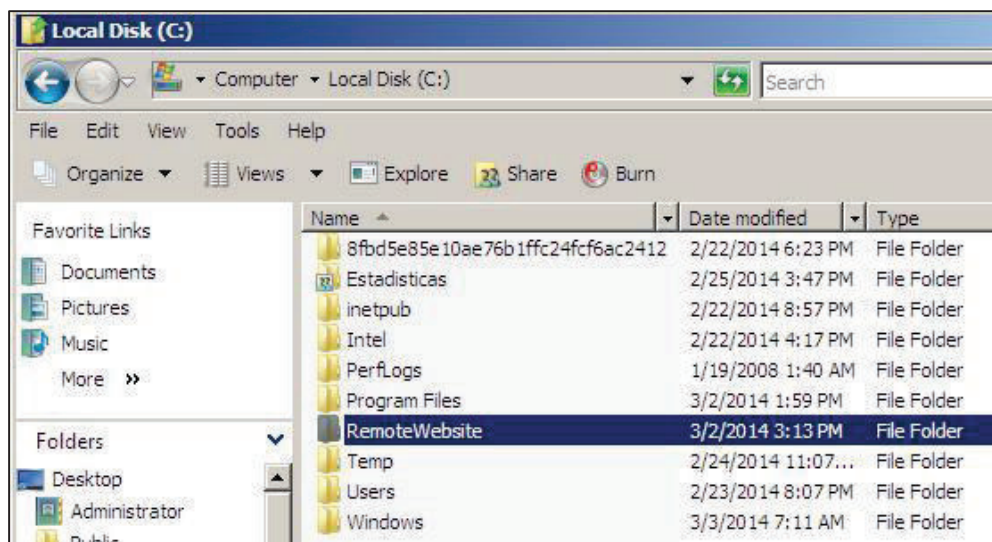 Local Disk (C:)
Computer Local Disk (C:) Search
File Edit View Tools Help
Organize Views Explore Share Burn
Favorite Links
Documents
Pictures
Music
More »
Folders
Desktop
Administrator
Public
Name Date modified Type
8fbd5e85e10ae76b1ffc24fcf6ac2412 2/22/2014 6:23 PM File Folder
Estadisticas 2/25/2014 3:47 PM File Folder
inetpub 2/22/2014 8:57 PM File Folder
Intel 2/22/2014 4:17 PM File Folder
PerfLogs 1/19/2008 1:40 AM File Folder
Program Files 3/2/2014 1:59 PM File Folder
RemoteWebsite 3/2/2014 3:13 PM File Folder
Temp 2/24/2014 11:07... File Folder
Users 2/23/2014 8:07 PM File Folder
Windows 3/3/2014 7:11 AM File Folder